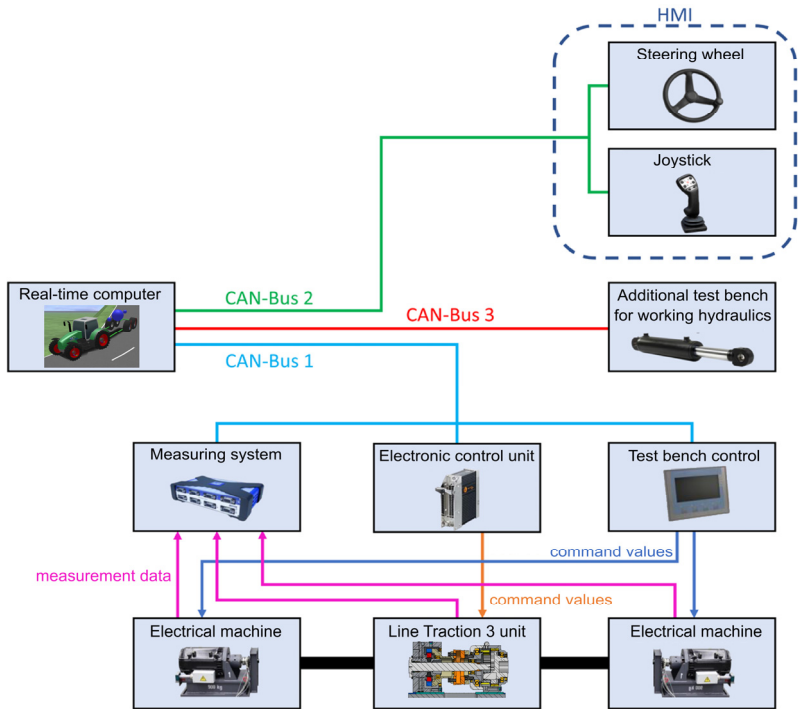 HMI
Steering wheel
Joystick
Real-time computer
CAN-Bus 2
CAN-Bus 3
CAN-Bus 1
Additional test bench
for working hydraulics
Measuring system
Electronic control unit
Test bench control
command values
measurement data
command values
Electrical machine
Line Traction 3 unit
Electrical machine